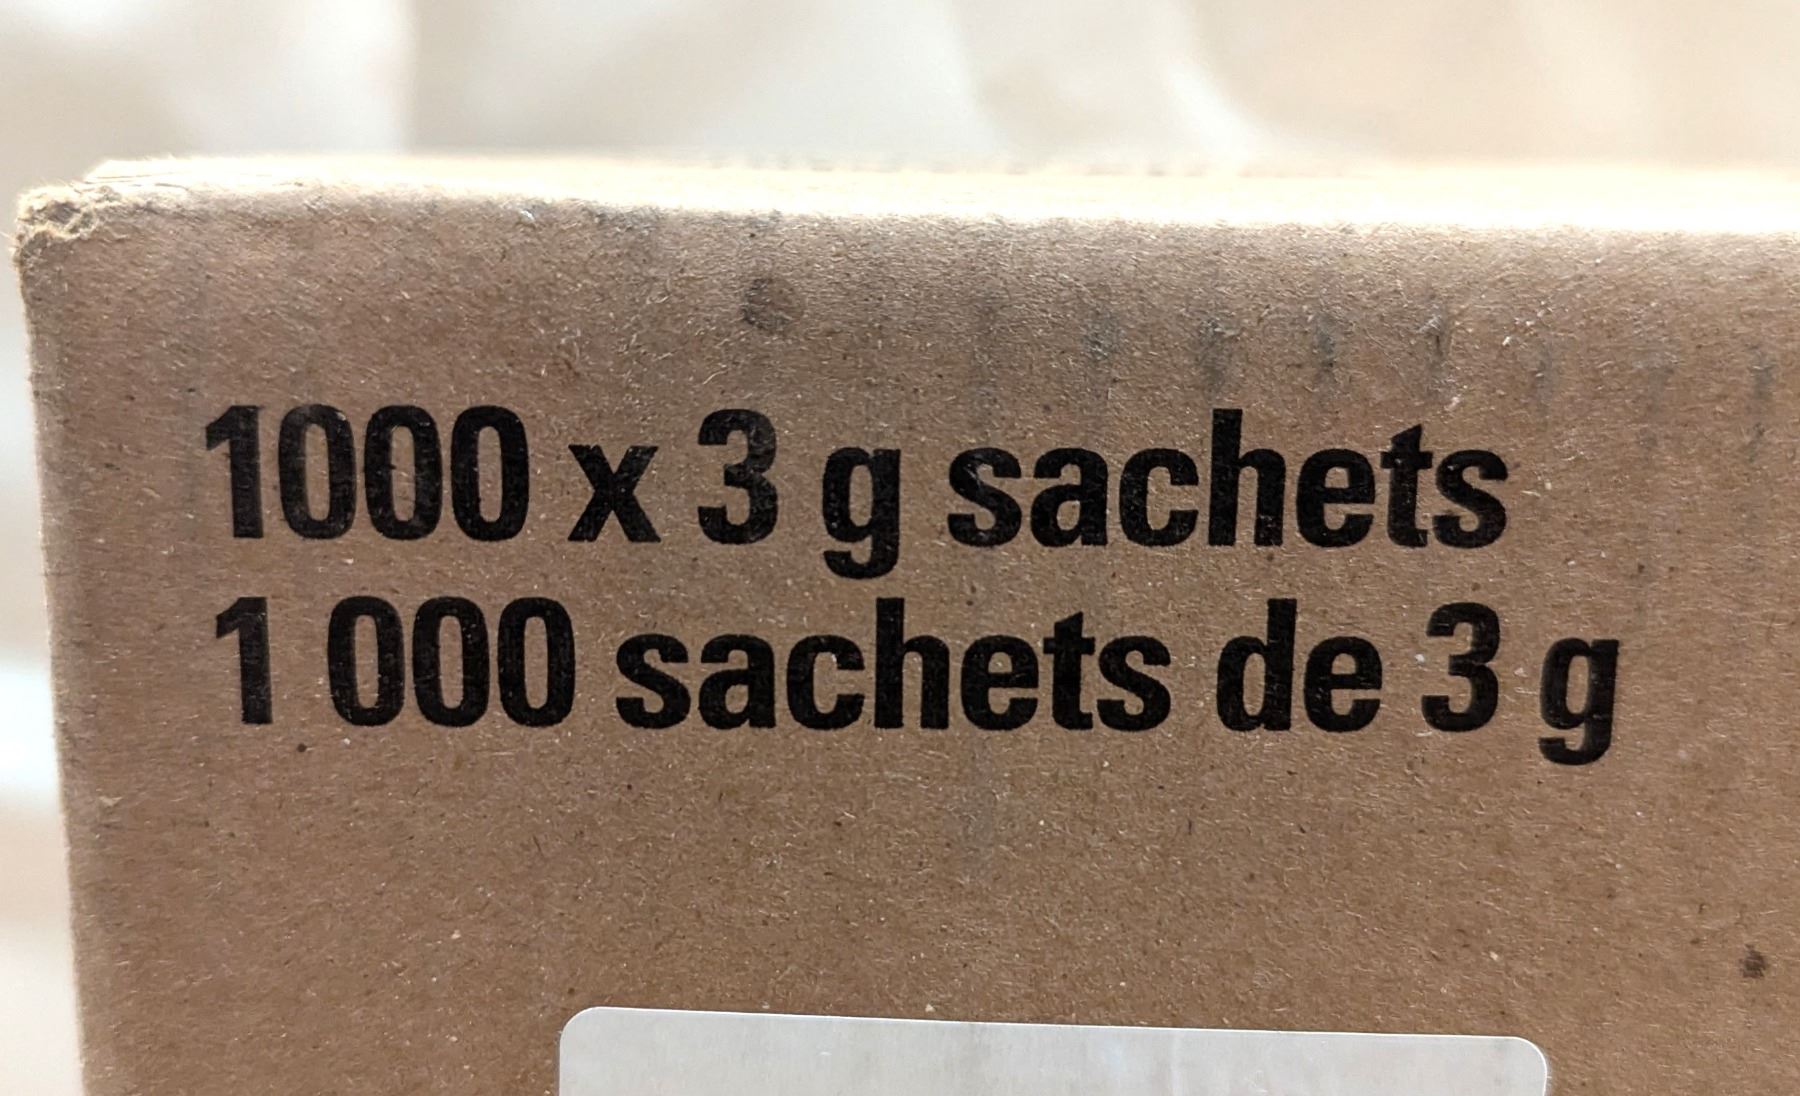 1000 x 3 g sachets
1 000 sachets de 3 g